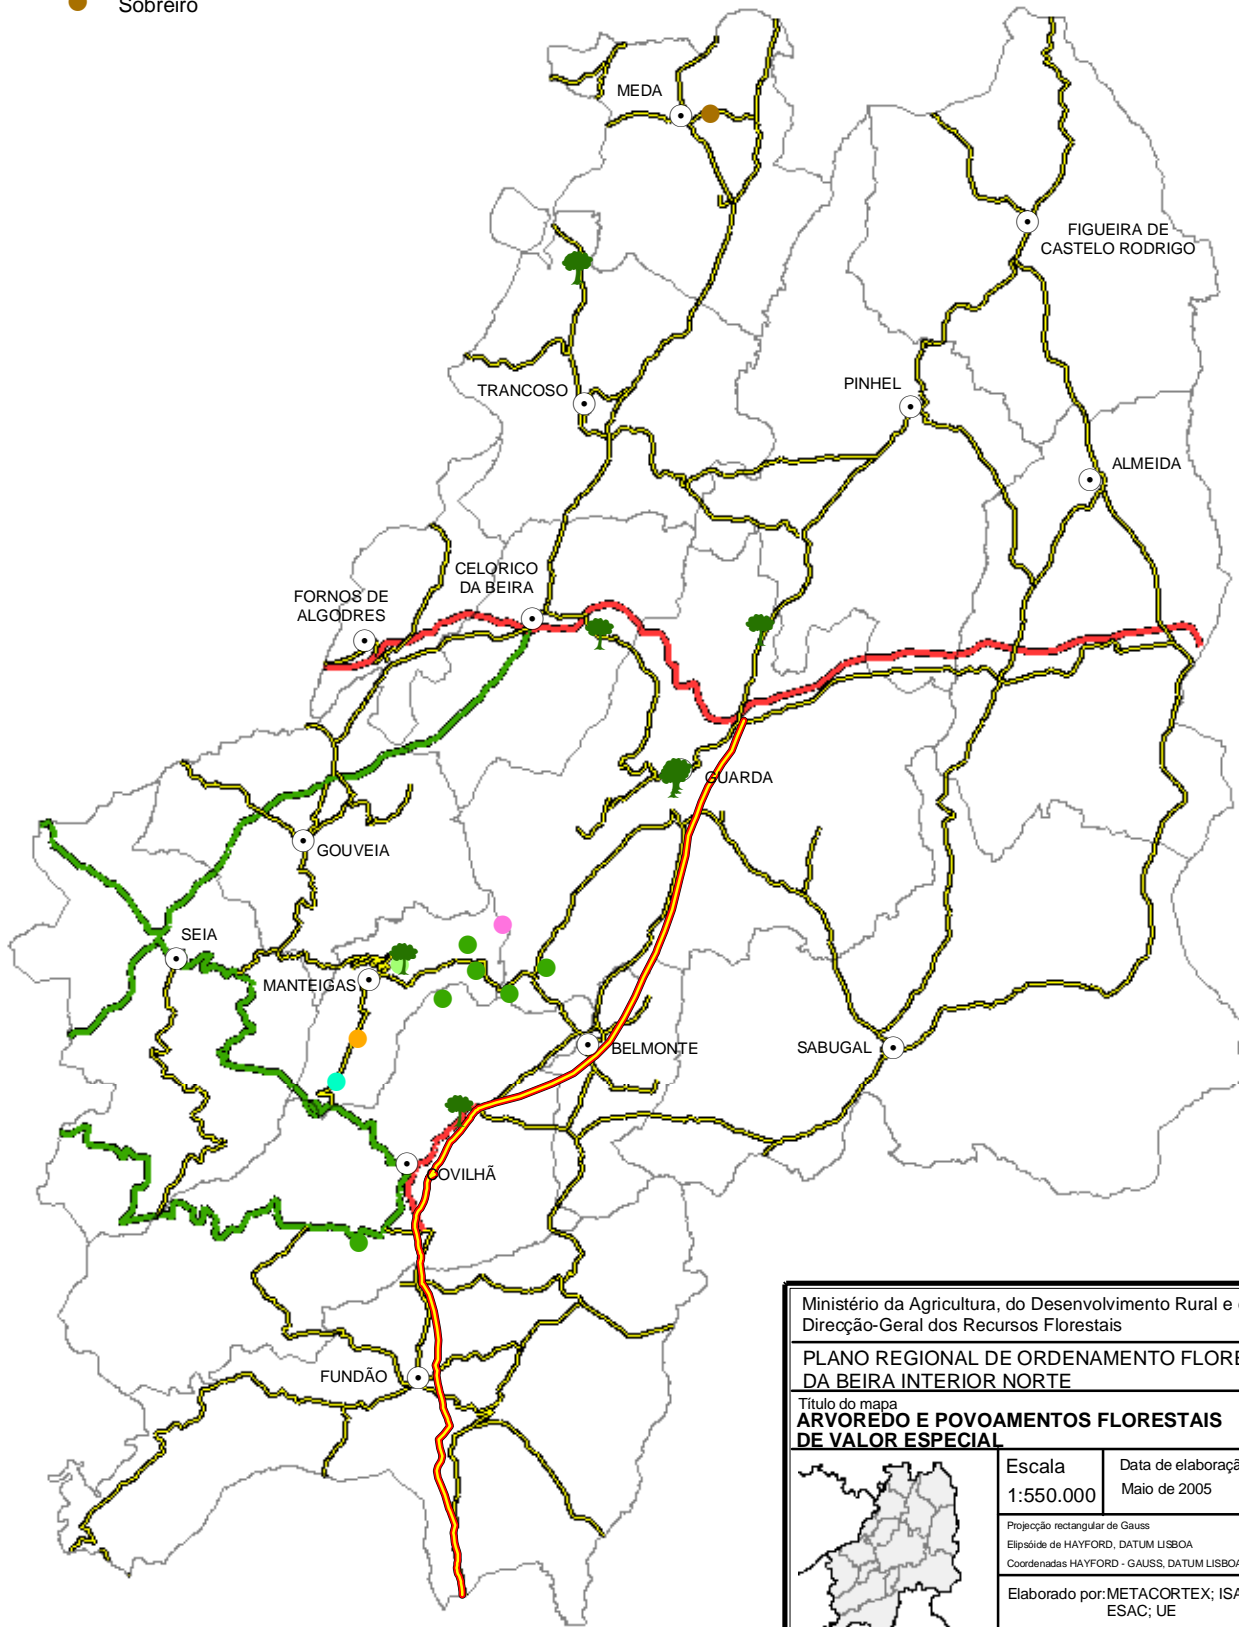 Sobreiro
MEDA
FIGUEIRA DE
CASTELO RODRIGO
TRANCOSO
PINHEL
ALMEIDA
CELORICO
DA BEIRA
FORNOS DE
ALGODRES
GUARDA
GOUVEIA
SEIA
MANTEIGAS
BELMONTE
SABUGAL
COVILHÃ
FUNDÃO
Ministério da Agricultura, do Desenvolvimento Rural e
Direcção-Geral dos Recursos Florestais
PLANO REGIONAL DE ORDENAMENTO FLORE
DA BEIRA INTERIOR NORTE
Título do mapa
ARVOREDO E POVOAMENTOS FLORESTAIS
DE VALOR ESPECIAL
Escala
1:550.000
Data de elaboraçã
Maio de 2005
Projecção rectangular de Gauss
Elipsóide de HAYFORD, DATUM LISBOA
Coordenadas HAYFORD - GAUSS, DATUM LISBOA
Elaborado por:METACORTEX; ISA
ESAC; UE